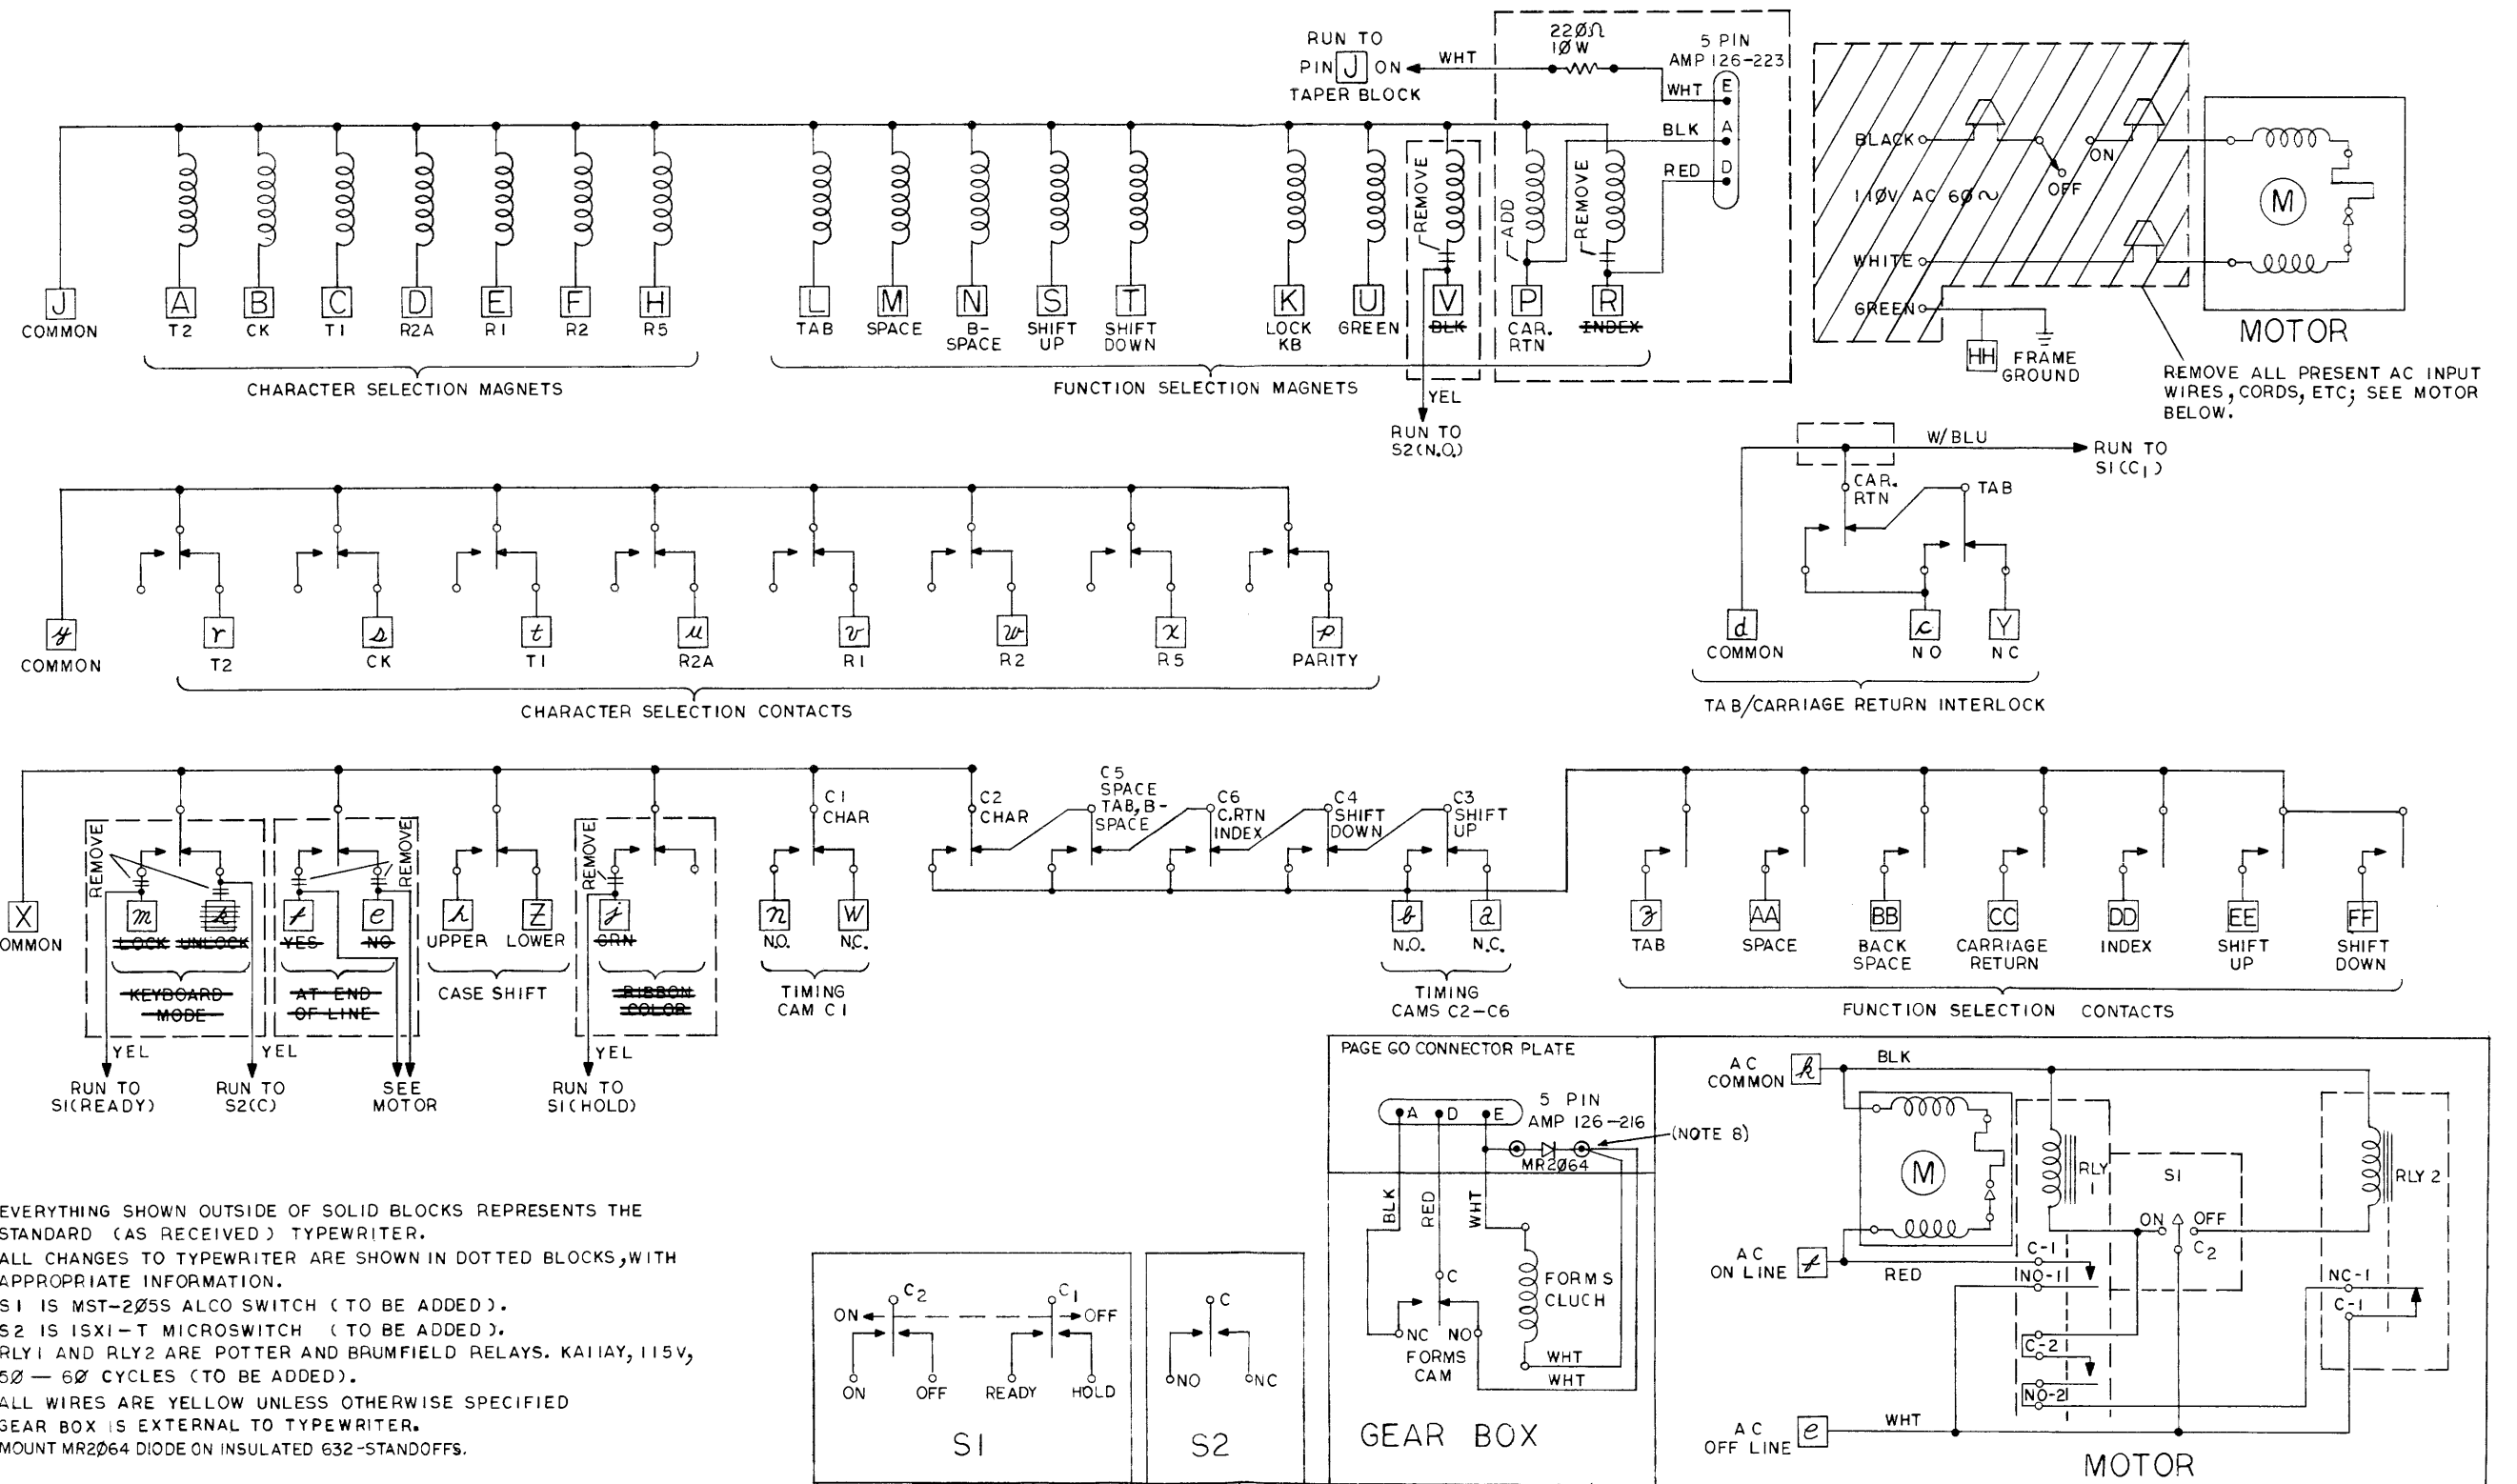 RUN TO
PIN J ON
TAPER BLOCK
WHT
22ØΩ
1Ø W
5 PIN
AMP 126-223
WHT
E
BLK
A
RED
D
BLACK
ON
OFF
11ØV AC 6Ø~
WHITE
GREEN
HH
FRAME
GROUND
M
MOTOR
REMOVE ALL PRESENT AC INPUT
WIRES, CORDS, ETC; SEE MOTOR
BELOW.
REMOVE
ADD
REMOVE
J A B C D E F H L M N S T K U V P R
COMMON T2 CK T1 R2A R1 R2 R5 TAB SPACE B-SPACE SHIFT UP SHIFT DOWN LOCK KB GREEN BLK CAR. RTN INDEX
CHARACTER SELECTION MAGNETS
FUNCTION SELECTION MAGNETS
YEL
RUN TO
S2(N.O.)
W/BLU
RUN TO
S1(C1)
CAR.
RTN
TAB
d c Y
COMMON NO NC
TAB/CARRIAGE RETURN INTERLOCK
y r s t u v w x p
COMMON T2 CK T1 R2A R1 R2 R5 PARITY
CHARACTER SELECTION CONTACTS
C1
CHAR
C2
CHAR
C5
SPACE
TAB, B-
SPACE
C6
C.RTN
INDEX
C4
SHIFT
DOWN
C3
SHIFT
UP
REMOVE
REMOVE
REMOVE
X m k f e h Z j n W b a z AA BB CC DD EE FF
OMMON LOCK UNLOCK YES NO UPPER LOWER GRN N.O. N.C. N.O. N.C. TAB SPACE BACK SPACE CARRIAGE RETURN INDEX SHIFT UP SHIFT DOWN
KEYBOARD
MODE
AT END
OF LINE
CASE SHIFT
RIBBON
COLOR
TIMING
CAM C1
TIMING
CAMS C2-C6
FUNCTION SELECTION CONTACTS
YEL
RUN TO
S1(READY)
YEL
RUN TO
S2(C)
SEE
MOTOR
YEL
RUN TO
S1(HOLD)
EVERYTHING SHOWN OUTSIDE OF SOLID BLOCKS REPRESENTS THE
STANDARD (AS RECEIVED) TYPEWRITER.
ALL CHANGES TO TYPEWRITER ARE SHOWN IN DOTTED BLOCKS, WITH
APPROPRIATE INFORMATION.
S1 IS MST-2Ø5S ALCO SWITCH (TO BE ADDED).
S2 IS ISX1-T MICROSWITCH (TO BE ADDED).
RLY1 AND RLY2 ARE POTTER AND BRUMFIELD RELAYS. KA11AY, 115V,
5Ø — 6Ø CYCLES (TO BE ADDED).
ALL WIRES ARE YELLOW UNLESS OTHERWISE SPECIFIED
GEAR BOX IS EXTERNAL TO TYPEWRITER.
MOUNT MR2Ø64 DIODE ON INSULATED 632-STANDOFFS.
C2
C1
ON
OFF
ON OFF READY HOLD
S1
C
NO NC
S2
PAGE GO CONNECTOR PLATE
A D E
5 PIN
AMP 126-216
(NOTE 8)
MR2Ø64
BLK
RED
WHT
C
NC NO
FORMS
CAM
FORMS
CLUCH
WHT
WHT
GEAR BOX
AC
COMMON k
BLK
M
RLY
1
S1
RLY 2
ON OFF
C2
AC
ON LINE f
RED
C-1
NO-1
NC-1
C-1
C-2
NO-2
AC
OFF LINE e
WHT
MOTOR